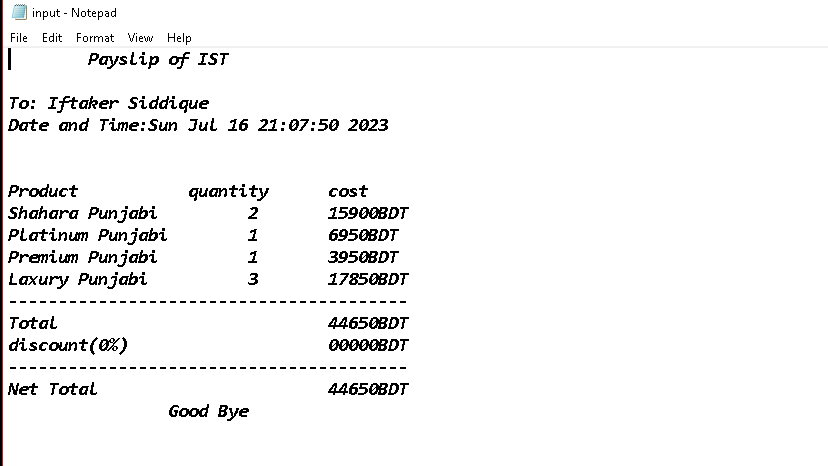 input - Notepad
File Edit Format View Help
Payslip of IST
To: Iftaker Siddique
Date and Time:Sun Jul 16 21:07:50 2023
Product quantity cost
Shahara Punjabi 2 15900BDT
Platinum Punjabi 1 6950BDT
Premium Punjabi 1 3950BDT
Laxury Punjabi 3 17850BDT
----------------------------------------
Total 44650BDT
discount(0%) 00000BDT
----------------------------------------
Net Total 44650BDT
Good Bye